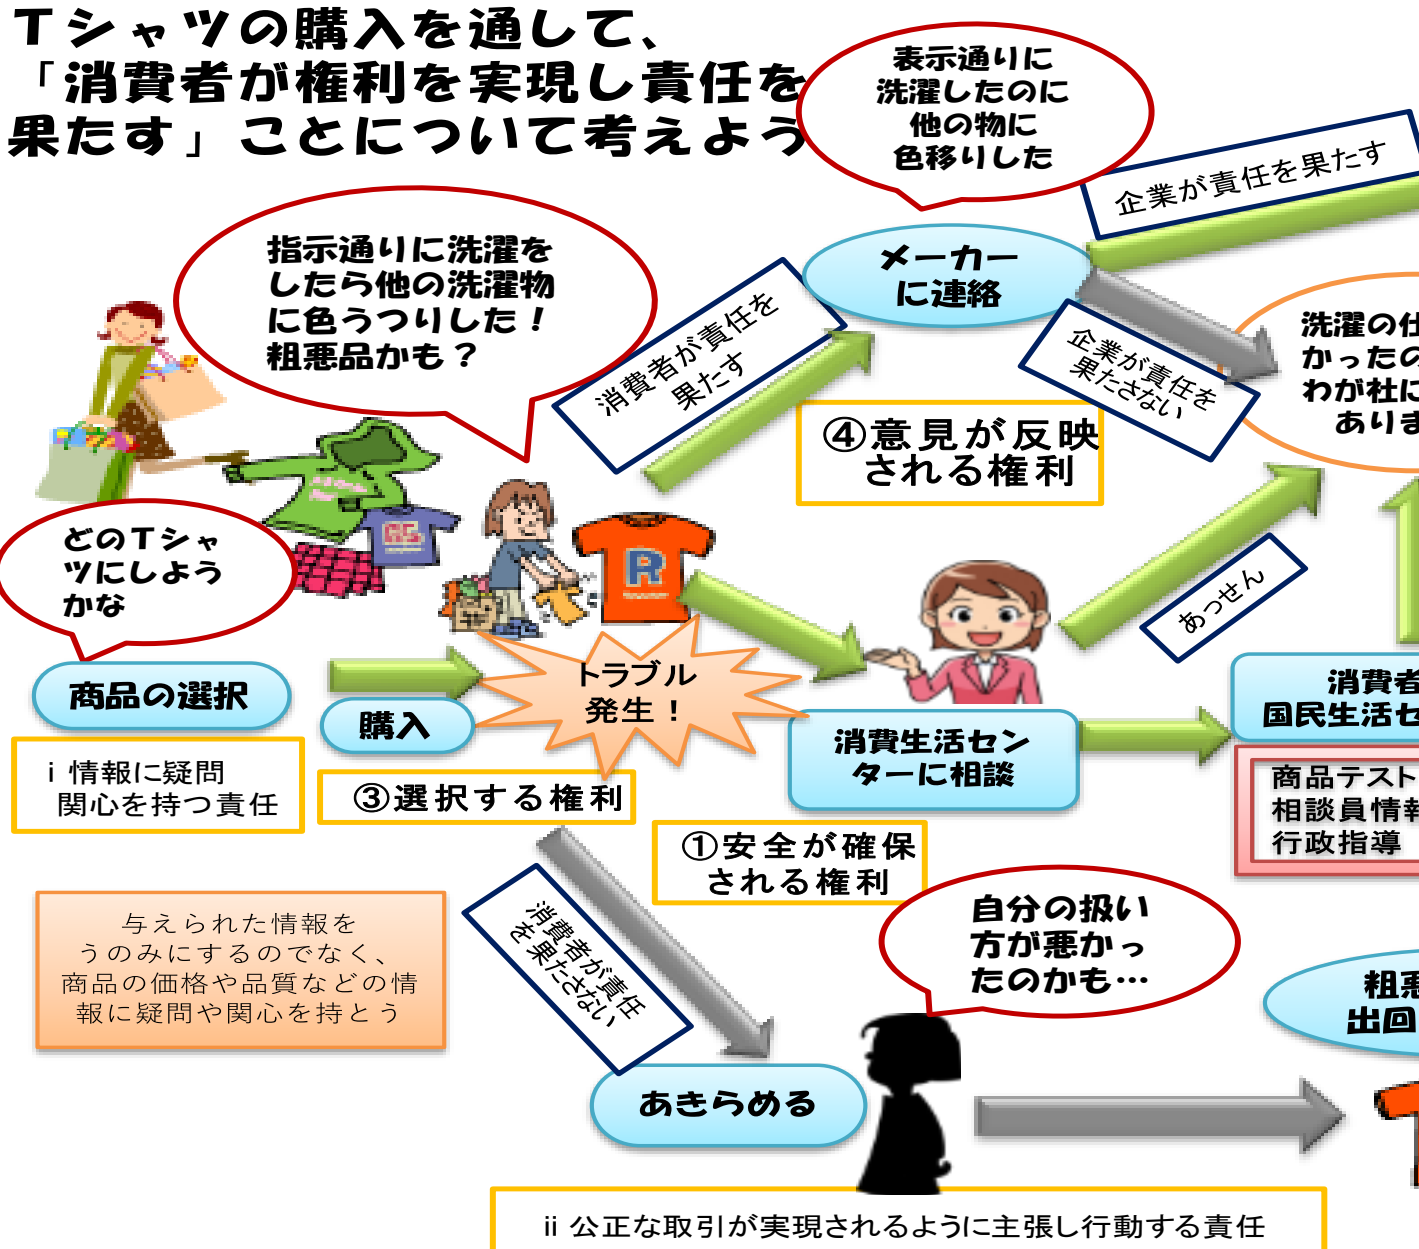 Ｔシャツの購入を通して、
「消費者が権利を実現し責任を
果たす」ことについて考えよう
表示通りに
洗濯したのに
他の物に
色移りした
企業が責任を果たす
指示通りに洗濯を
したら他の洗濯物
に色うつりした！
粗悪品かも？
メーカー
に連絡
消費者が責任を
果たす
企業が責任を
果たさない
洗濯の仕
かったの
わが社に
ありま
④意見が反映
される権利
どのＴシャ
ツにしよう
かな
R
あっせん
トラブル
発生！
商品の選択
購入
消費生活セン
ターに相談
消費者
国民生活セ
ⅰ 情報に疑問
関心を持つ責任
③選択する権利
商品テスト
相談員情報
行政指導
①安全が確保
される権利
与えられた情報を
うのみにするのでなく、
商品の価格や品質などの情
報に疑問や関心を持とう
消費者が責任
を果たさない
自分の扱い
方が悪かっ
たのかも…
粗悪
出回
あきらめる
ⅱ 公正な取引が実現されるように主張し行動する責任